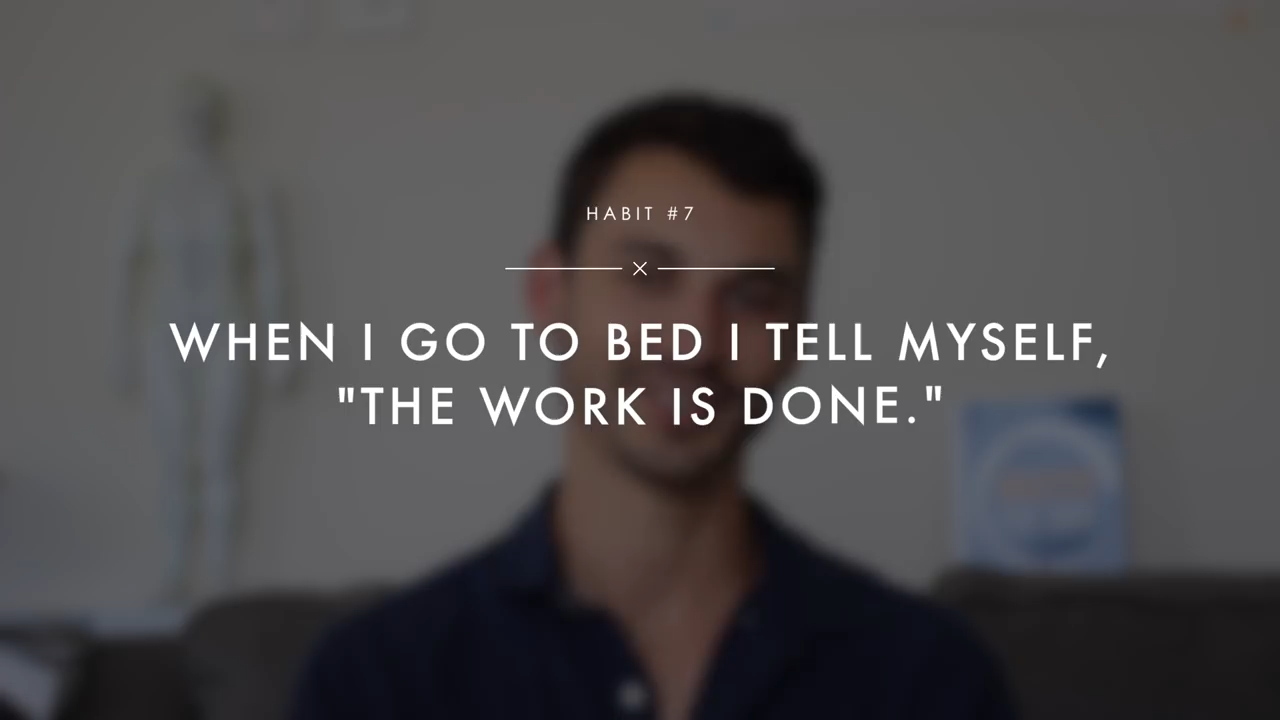 HABIT #7
WHEN I GO TO BED I TELL MYSELF,
"THE WORK IS DONE."